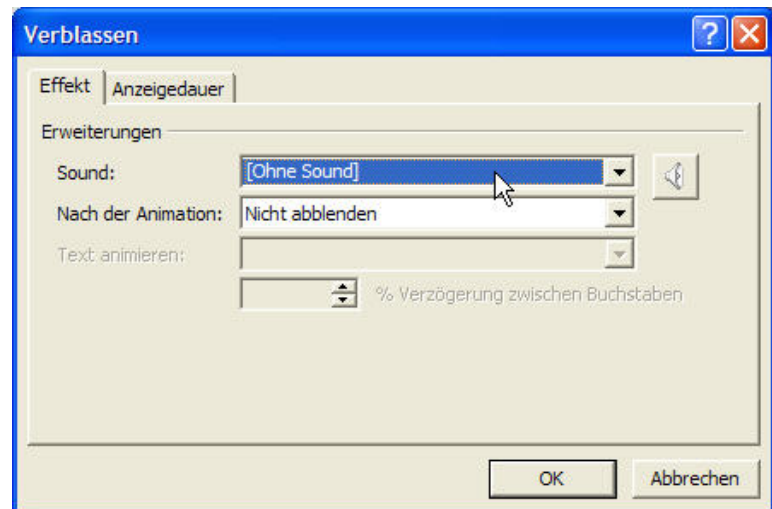 Verblassen
Effekt Anzeigedauer
Erweiterungen
Sound: [Ohne Sound]
Nach der Animation: Nicht abblenden
Text animieren:
% Verzögerung zwischen Buchstaben
OK Abbrechen